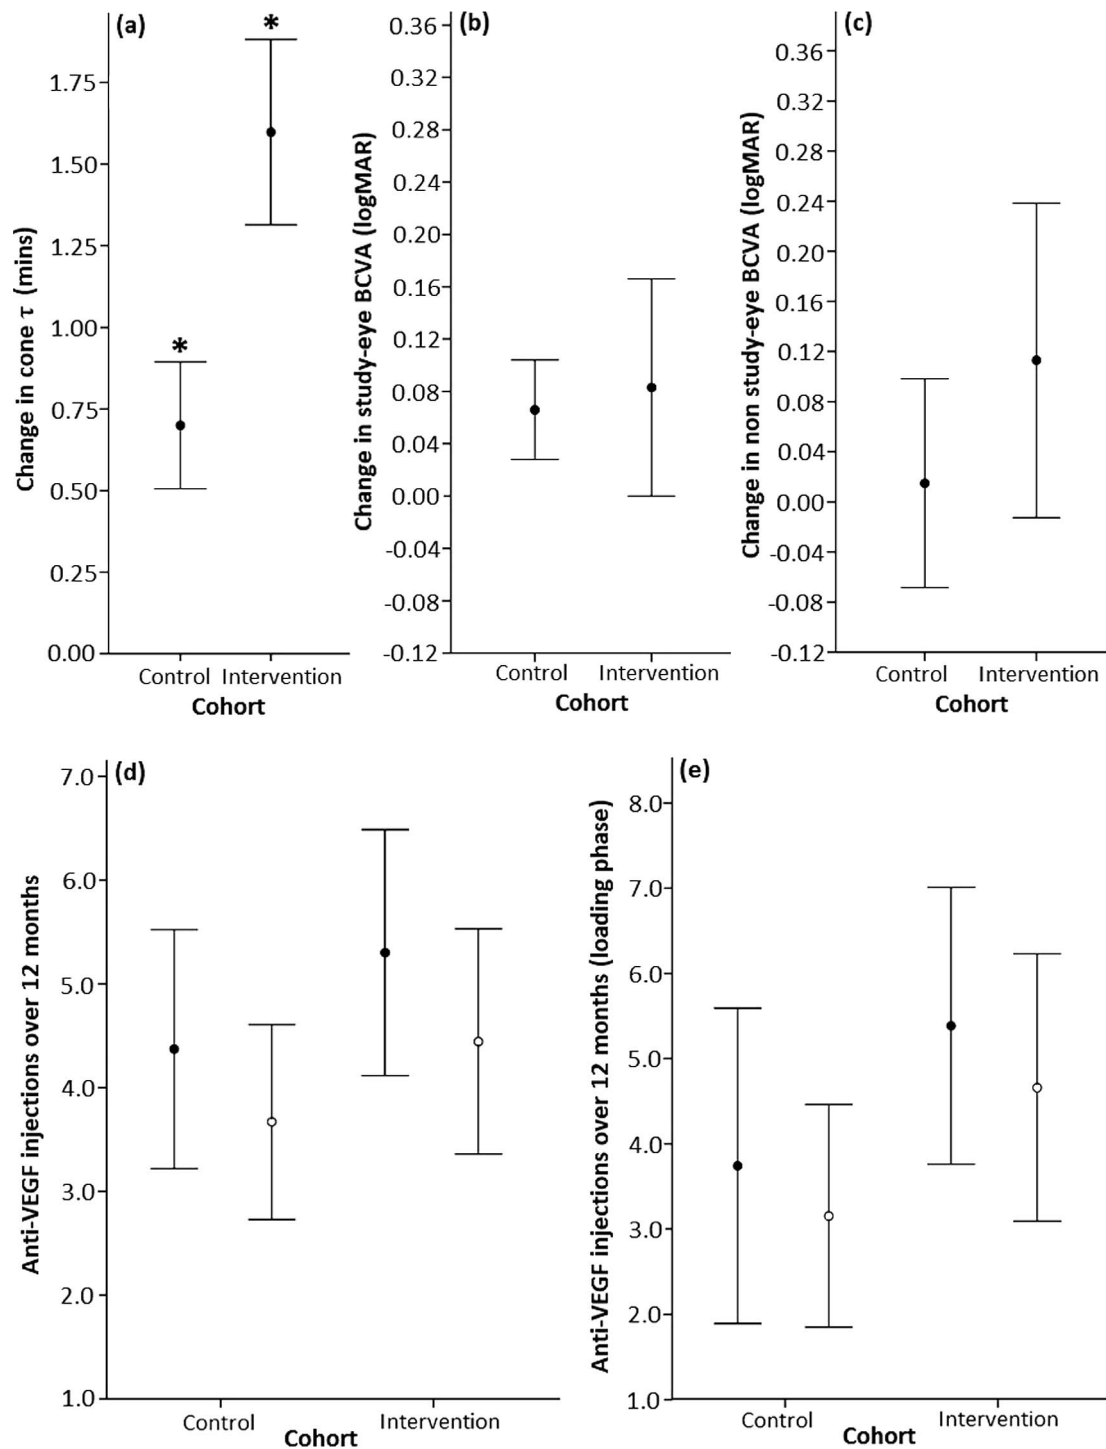 (a)
*
*
Change in cone τ (mins)
1.75
1.50
1.25
1.00
0.75
0.50
0.25
0.00
Control Intervention
Cohort
(b)
Change in study-eye BCVA (logMAR)
0.36
0.32
0.28
0.24
0.20
0.16
0.12
0.08
0.04
0.00
-0.04
-0.08
-0.12
Control Intervention
Cohort
(c)
Change in non study-eye BCVA (logMAR)
0.36
0.32
0.28
0.24
0.20
0.16
0.12
0.08
0.04
0.00
-0.04
-0.08
-0.12
Control Intervention
Cohort
(d)
Anti-VEGF injections over 12 months
7.0
6.0
5.0
4.0
3.0
2.0
1.0
Control Intervention
Cohort
(e)
Anti-VEGF injections over 12 months (loading phase)
8.0
7.0
6.0
5.0
4.0
3.0
2.0
1.0
Control Intervention
Cohort